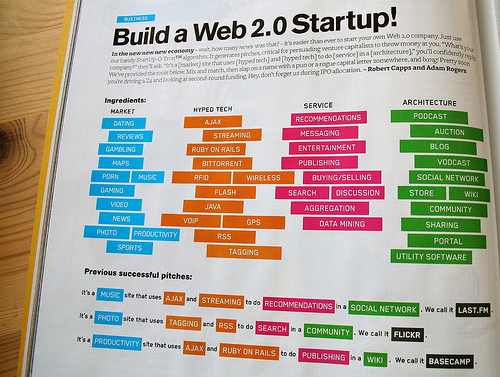 BUSINESS
Build a Web 2.0 Startup!
In the new new new economy – wait, how many news was that? – it's easier than ever to start your own Web 2.0 company. Just use
our handy StartUp-O-Tron™ algorithm. It generates pitches, critical for persuading venture capitalists to throw money at you. "What's your
company?" they'll ask. "It's a [market] site that uses [hyped tech] and [hyped tech] to do [service] in a [architecture]," you'll confidently reply.
We've provided the tools below. Mix and match, then slap on a name with a pun or a rogue capital letter somewhere, and bang! Pretty soon
you're driving a Z4 and looking at second-round funding. Hey, don't forget us during IPO allocation. – Robert Capps and Adam Rogers
Ingredients:
MARKET
DATING
REVIEWS
GAMBLING
MAPS
PORN MUSIC
GAMING
VIDEO
NEWS
PHOTO PRODUCTIVITY
SPORTS
HYPED TECH
AJAX
STREAMING
RUBY ON RAILS
BITTORRENT
RFID WIRELESS
FLASH
JAVA
VOIP GPS
RSS
TAGGING
SERVICE
RECOMMENDATIONS
MESSAGING
ENTERTAINMENT
PUBLISHING
BUYING/SELLING
SEARCH DISCUSSION
AGGREGATION
DATA MINING
ARCHITECTURE
PODCAST
AUCTION
BLOG
VODCAST
SOCIAL NETWORK
STORE WIKI
COMMUNITY
SHARING
PORTAL
UTILITY SOFTWARE
Previous successful pitches:
It's a MUSIC site that uses AJAX and STREAMING to do RECOMMENDATIONS in a SOCIAL NETWORK. We call it LAST.FM.
It's a PHOTO site that uses TAGGING and RSS to do SEARCH in a COMMUNITY. We call it FLICKR.
It's a PRODUCTIVITY site that uses AJAX and RUBY ON RAILS to do PUBLISHING in a WIKI. We call it BASECAMP.